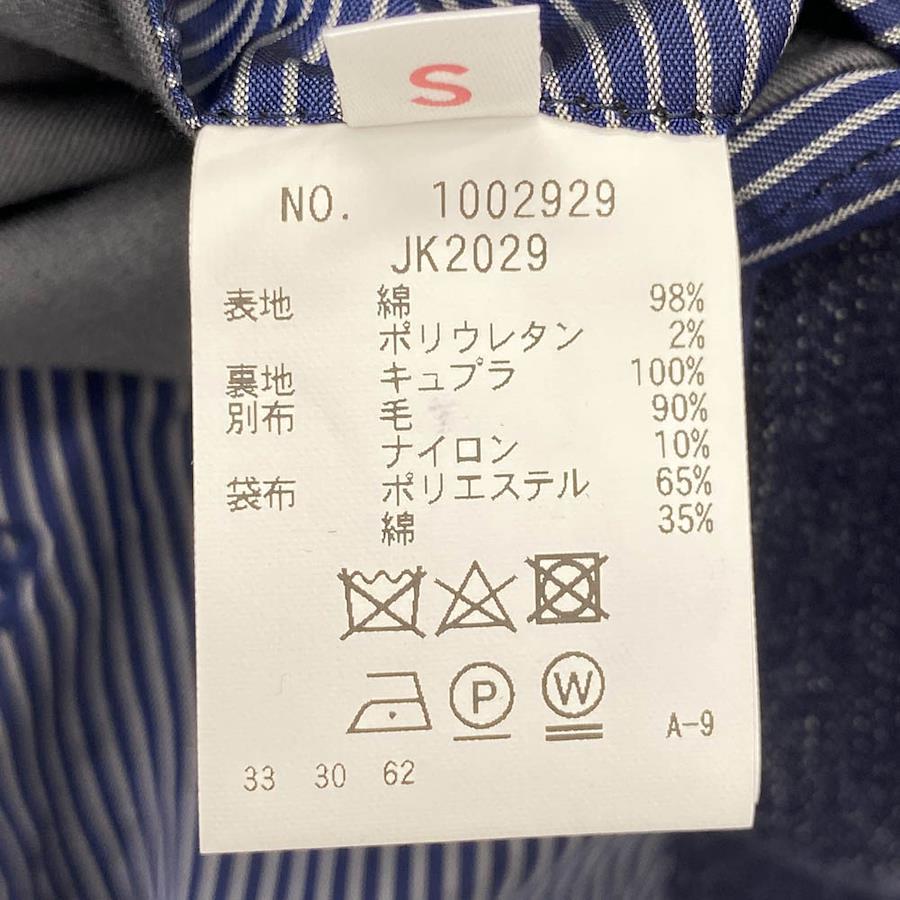 S
NO. 1002929
JK2029
表地 綿 98%
ポリウレタン 2%
裏地 キュプラ 100%
別布 毛 90%
ナイロン 10%
袋布 ポリエステル 65%
綿 35%
P W
A-9
33 30 62